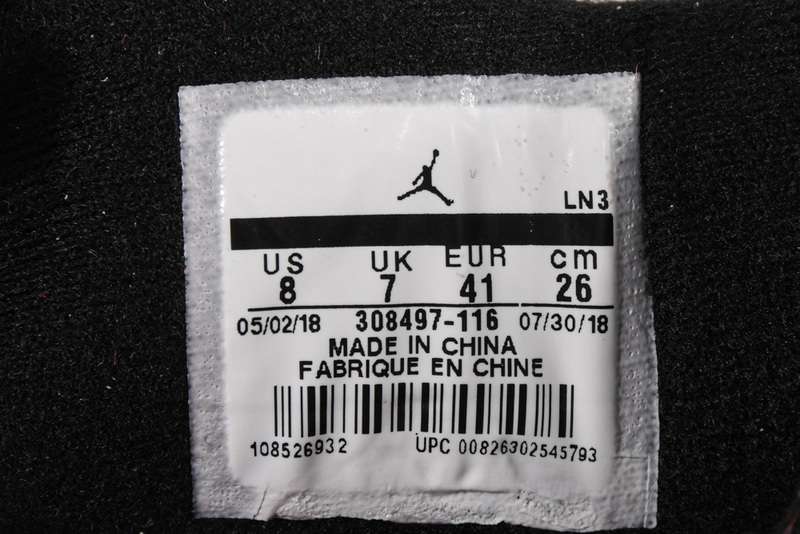 LN3
US UK EUR cm
8 7 41 26
05/02/18 308497-116 07/30/18
MADE IN CHINA
FABRIQUE EN CHINE
108526932 UPC 00826302545793